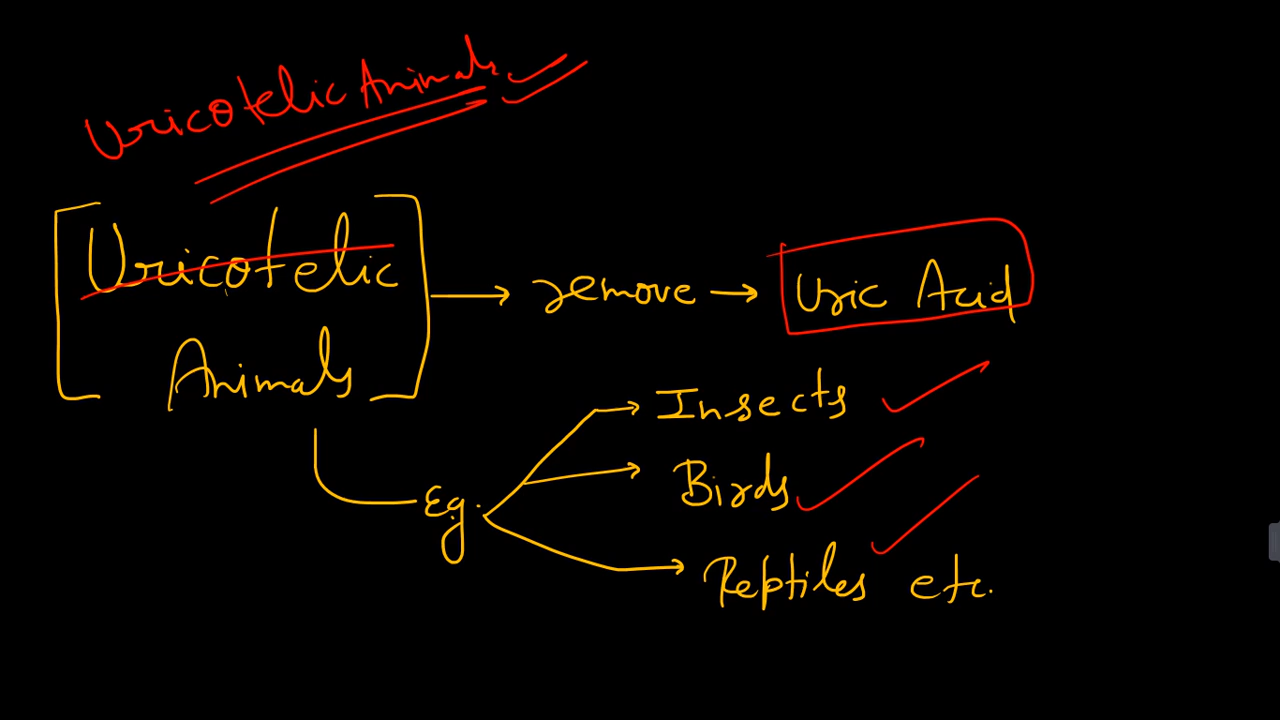 Uricotelic Animals
Uricotelic
Animals
remove
Uric Acid
Eg.
Insects
Birds
Reptiles etc.